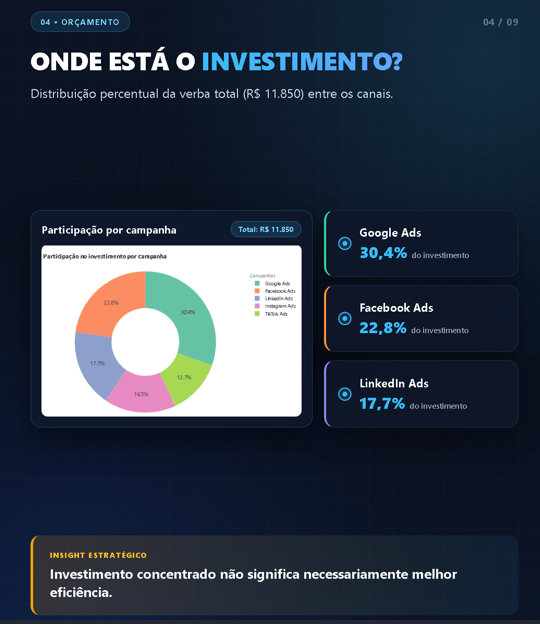 04 • ORÇAMENTO
04 / 09
ONDE ESTÁ O INVESTIMENTO?
Distribuição percentual da verba total (R$ 11.850) entre os canais.
Participação por campanha
Total: R$ 11.850
Participação no investimento por campanha
Campanhas
Google Ads
Facebook Ads
LinkedIn Ads
Instagram Ads
TikTok Ads
30.4%
22.8%
17.7%
16.5%
12.7%
Google Ads
30,4% do investimento
Facebook Ads
22,8% do investimento
LinkedIn Ads
17,7% do investimento
INSIGHT ESTRATÉGICO
Investimento concentrado não significa necessariamente melhor
eficiência.